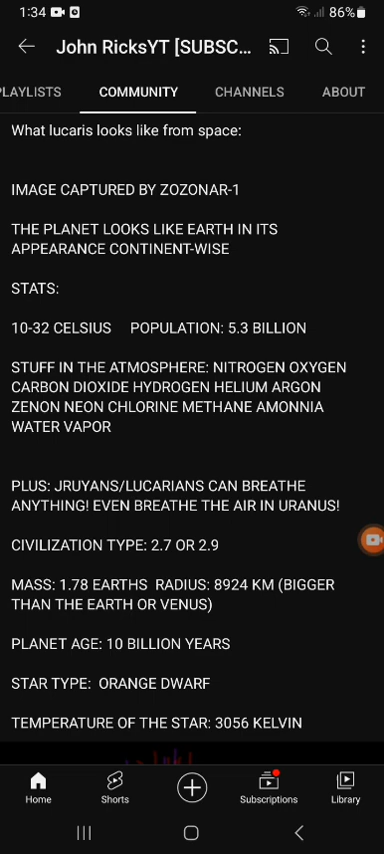 1:34 86%
John RicksYT [SUBSC...
PLAYLISTS COMMUNITY CHANNELS ABOUT
What lucaris looks like from space:
IMAGE CAPTURED BY ZOZONAR-1
THE PLANET LOOKS LIKE EARTH IN ITS
APPEARANCE CONTINENT-WISE
STATS:
10-32 CELSIUS POPULATION: 5.3 BILLION
STUFF IN THE ATMOSPHERE: NITROGEN OXYGEN
CARBON DIOXIDE HYDROGEN HELIUM ARGON
ZENON NEON CHLORINE METHANE AMONNIA
WATER VAPOR
PLUS: JRUYANS/LUCARIANS CAN BREATHE
ANYTHING! EVEN BREATHE THE AIR IN URANUS!
CIVILIZATION TYPE: 2.7 OR 2.9
MASS: 1.78 EARTHS RADIUS: 8924 KM (BIGGER
THAN THE EARTH OR VENUS)
PLANET AGE: 10 BILLION YEARS
STAR TYPE: ORANGE DWARF
TEMPERATURE OF THE STAR: 3056 KELVIN
Home Shorts Subscriptions Library